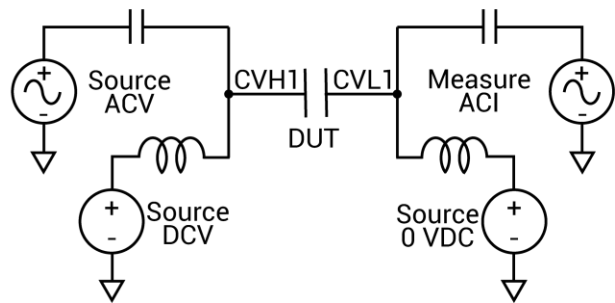 Source
ACV
CVH1
CVL1
DUT
Measure
ACI
Source
DCV
Source
0 VDC
+
-
+
-
+
-
+
-